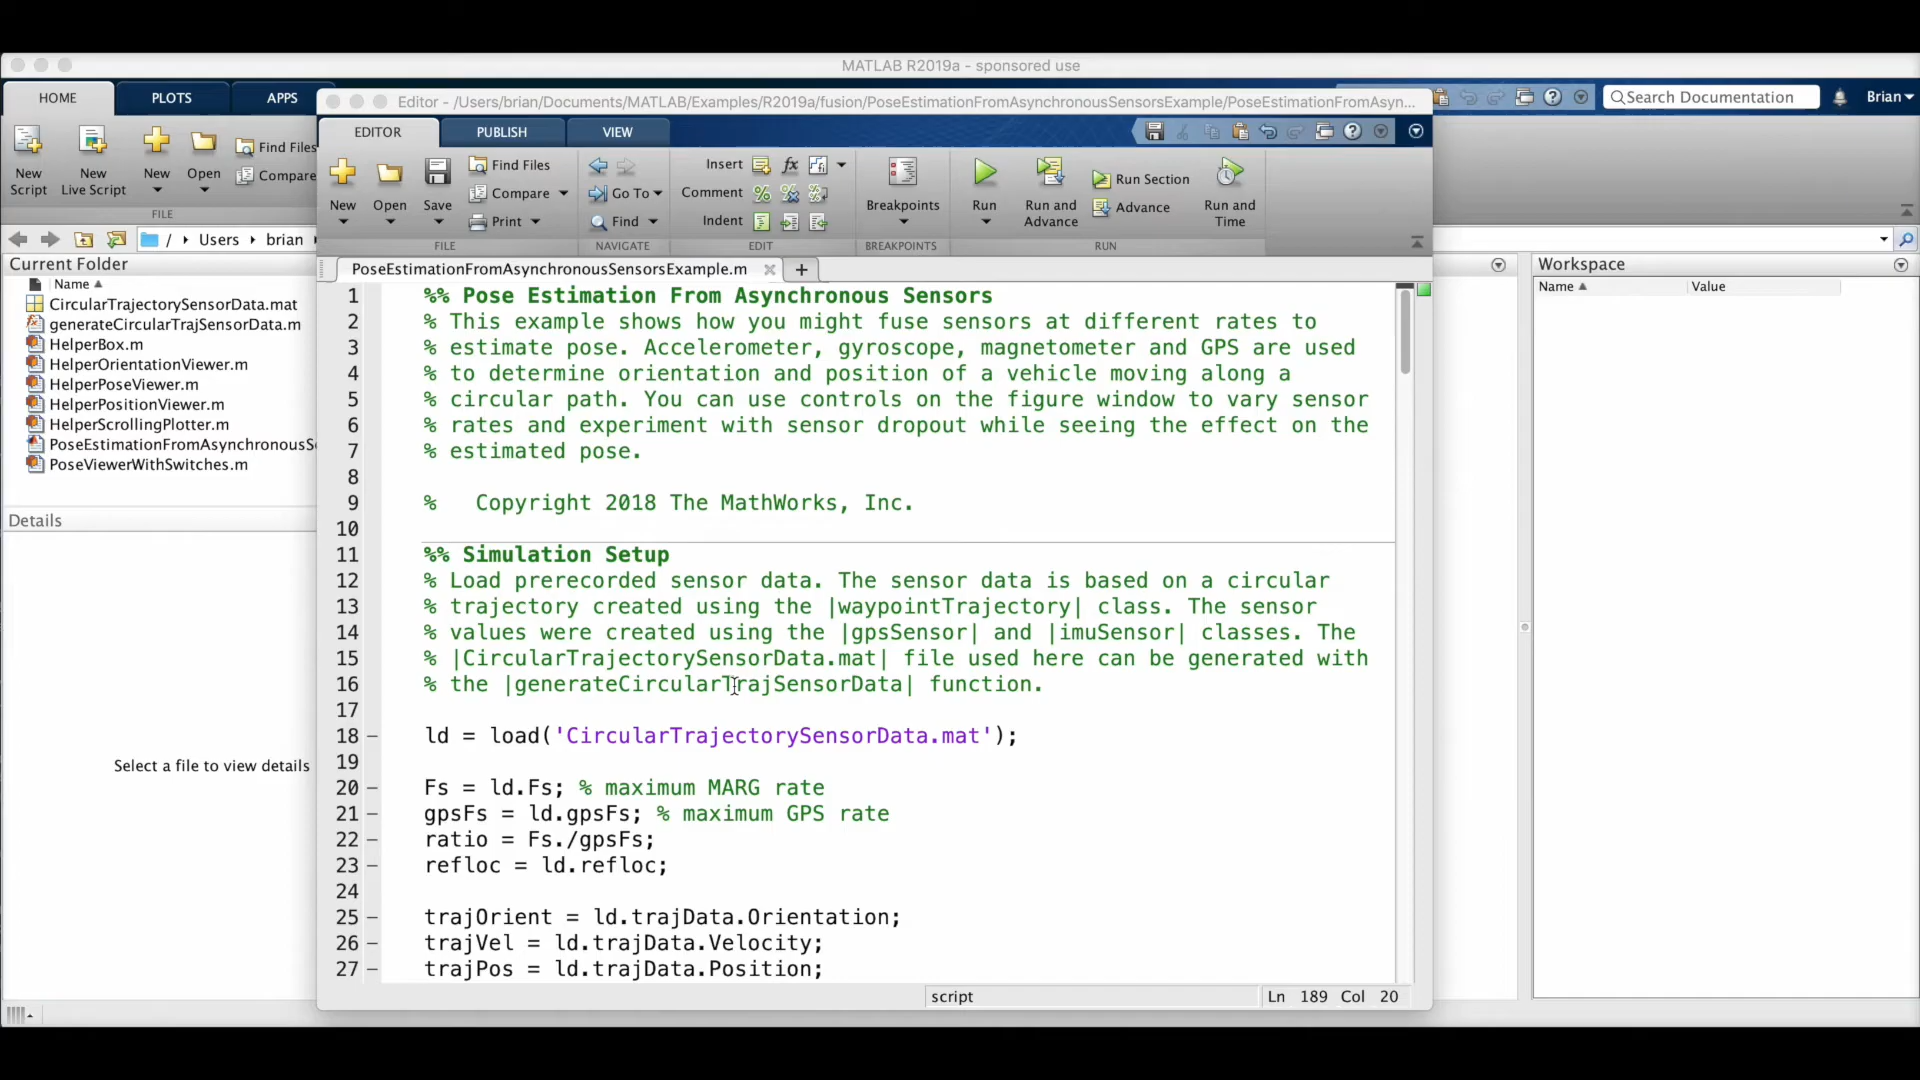 MATLAB R2019a - sponsored use
HOME
PLOTS
APPS
Search Documentation
Brian
Editor - /Users/brian/Documents/MATLAB/Examples/R2019a/fusion/PoseEstimationFromAsynchronousSensorsExample/PoseEstimationFromAsyn...
EDITOR
PUBLISH
VIEW
New Script
New Live Script
New
Open
Find Files
Compare
FILE
New
Open
Save
Find Files
Compare
Print
FILE
Go To
Find
NAVIGATE
Insert
Comment
Indent
EDIT
Breakpoints
BREAKPOINTS
Run
Run and Advance
Run Section
Advance
Run and Time
RUN
/ Users brian
Current Folder
Name
CircularTrajectorySensorData.mat
generateCircularTrajSensorData.m
HelperBox.m
HelperOrientationViewer.m
HelperPoseViewer.m
HelperPositionViewer.m
HelperScrollingPlotter.m
PoseEstimationFromAsynchronousS
PoseViewerWithSwitches.m
Details
Select a file to view details
PoseEstimationFromAsynchronousSensorsExample.m
1 %% Pose Estimation From Asynchronous Sensors
2 % This example shows how you might fuse sensors at different rates to
3 % estimate pose. Accelerometer, gyroscope, magnetometer and GPS are used
4 % to determine orientation and position of a vehicle moving along a
5 % circular path. You can use controls on the figure window to vary sensor
6 % rates and experiment with sensor dropout while seeing the effect on the
7 % estimated pose.
8
9 % Copyright 2018 The MathWorks, Inc.
10
11 %% Simulation Setup
12 % Load prerecorded sensor data. The sensor data is based on a circular
13 % trajectory created using the |waypointTrajectory| class. The sensor
14 % values were created using the |gpsSensor| and |imuSensor| classes. The
15 % |CircularTrajectorySensorData.mat| file used here can be generated with
16 % the |generateCircularTrajSensorData| function.
17
18 – ld = load('CircularTrajectorySensorData.mat');
19
20 – Fs = ld.Fs; % maximum MARG rate
21 – gpsFs = ld.gpsFs; % maximum GPS rate
22 – ratio = Fs./gpsFs;
23 – refloc = ld.refloc;
24
25 – trajOrient = ld.trajData.Orientation;
26 – trajVel = ld.trajData.Velocity;
27 – trajPos = ld.trajData.Position;
script
Ln 189 Col 20
Workspace
Name
Value